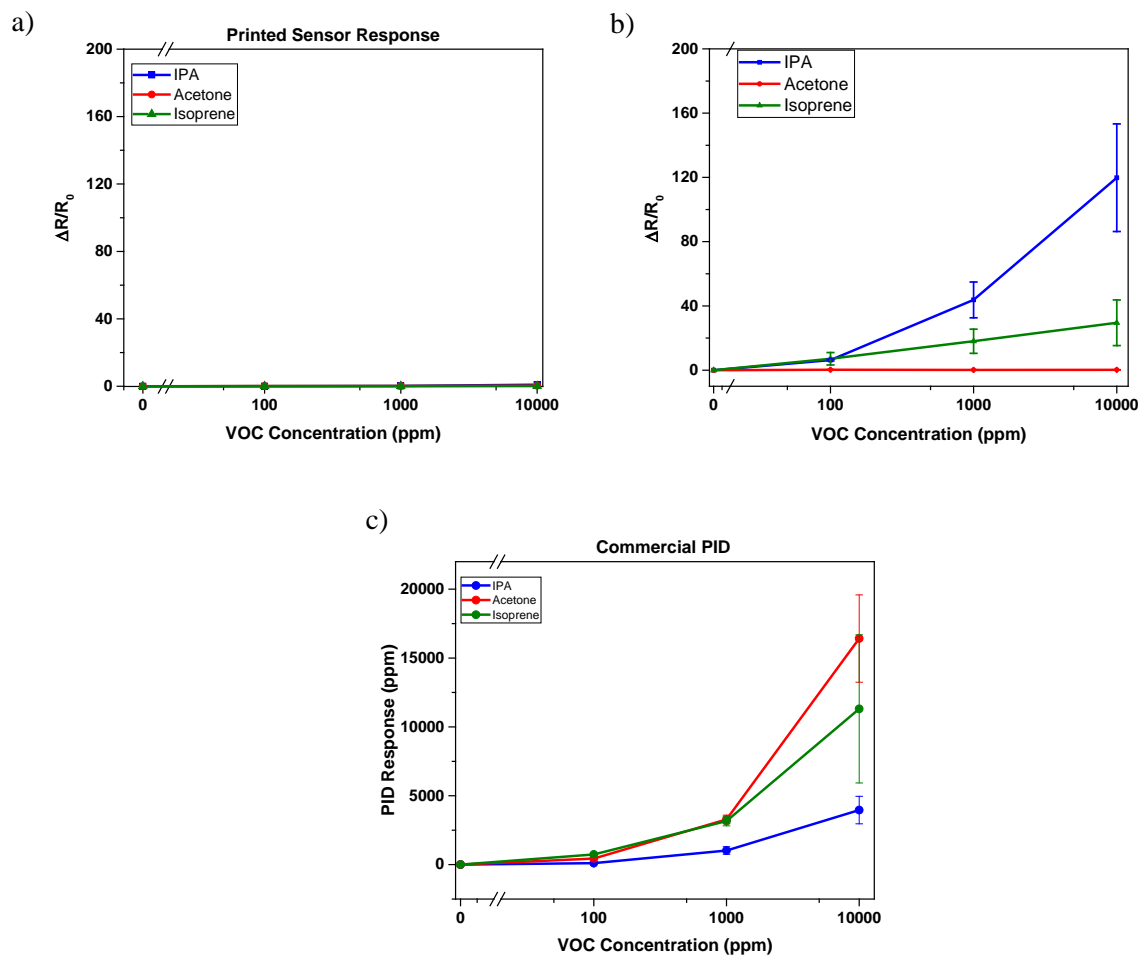 a)
Printed Sensor Response
200
160
120
80
40
0
ΔR/R0
IPA
Acetone
Isoprene
0 100 1000 10000
VOC Concentration (ppm)
b)
200
160
120
80
40
0
ΔR/R0
IPA
Acetone
Isoprene
0 100 1000 10000
VOC Concentration (ppm)
c)
Commercial PID
20000
15000
10000
5000
0
PID Response (ppm)
IPA
Acetone
Isoprene
0 100 1000 10000
VOC Concentration (ppm)